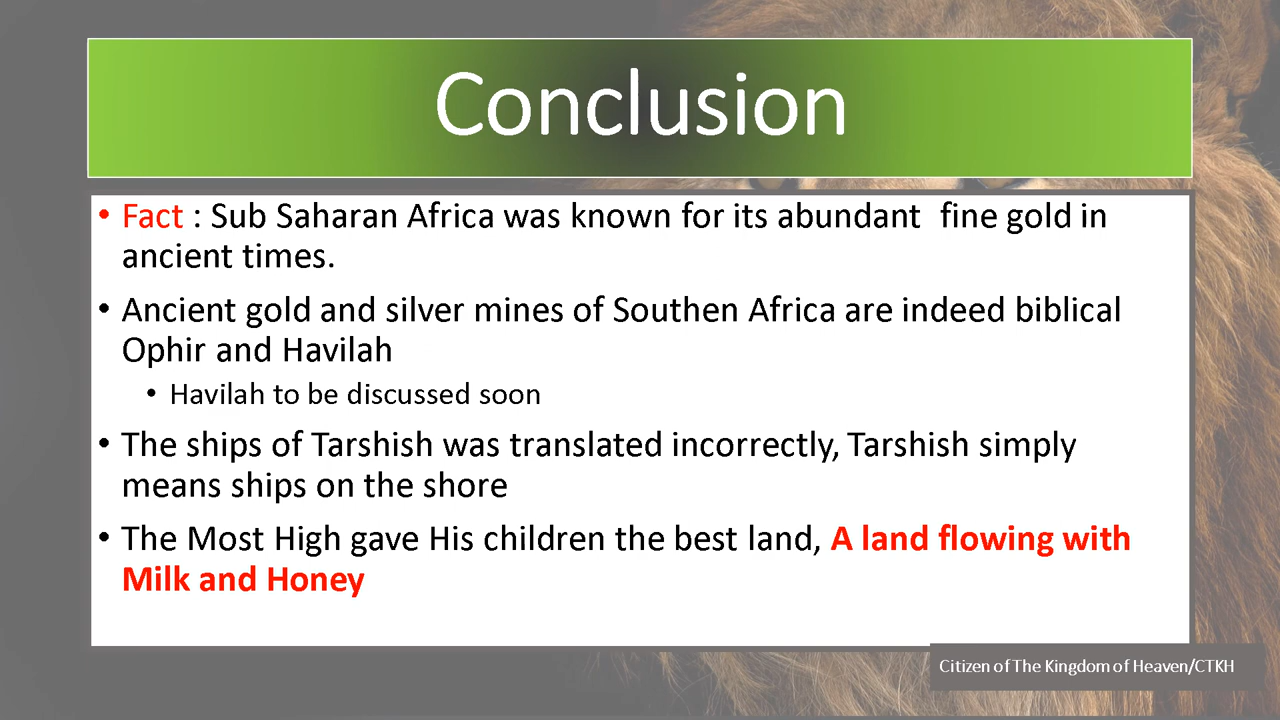 Conclusion
• Fact : Sub Saharan Africa was known for its abundant  fine gold in
ancient times.
• Ancient gold and silver mines of Southen Africa are indeed biblical
Ophir and Havilah
• Havilah to be discussed soon
• The ships of Tarshish was translated incorrectly, Tarshish simply
means ships on the shore
• The Most High gave His children the best land, A land flowing with
Milk and Honey
Citizen of The Kingdom of Heaven/CTKH